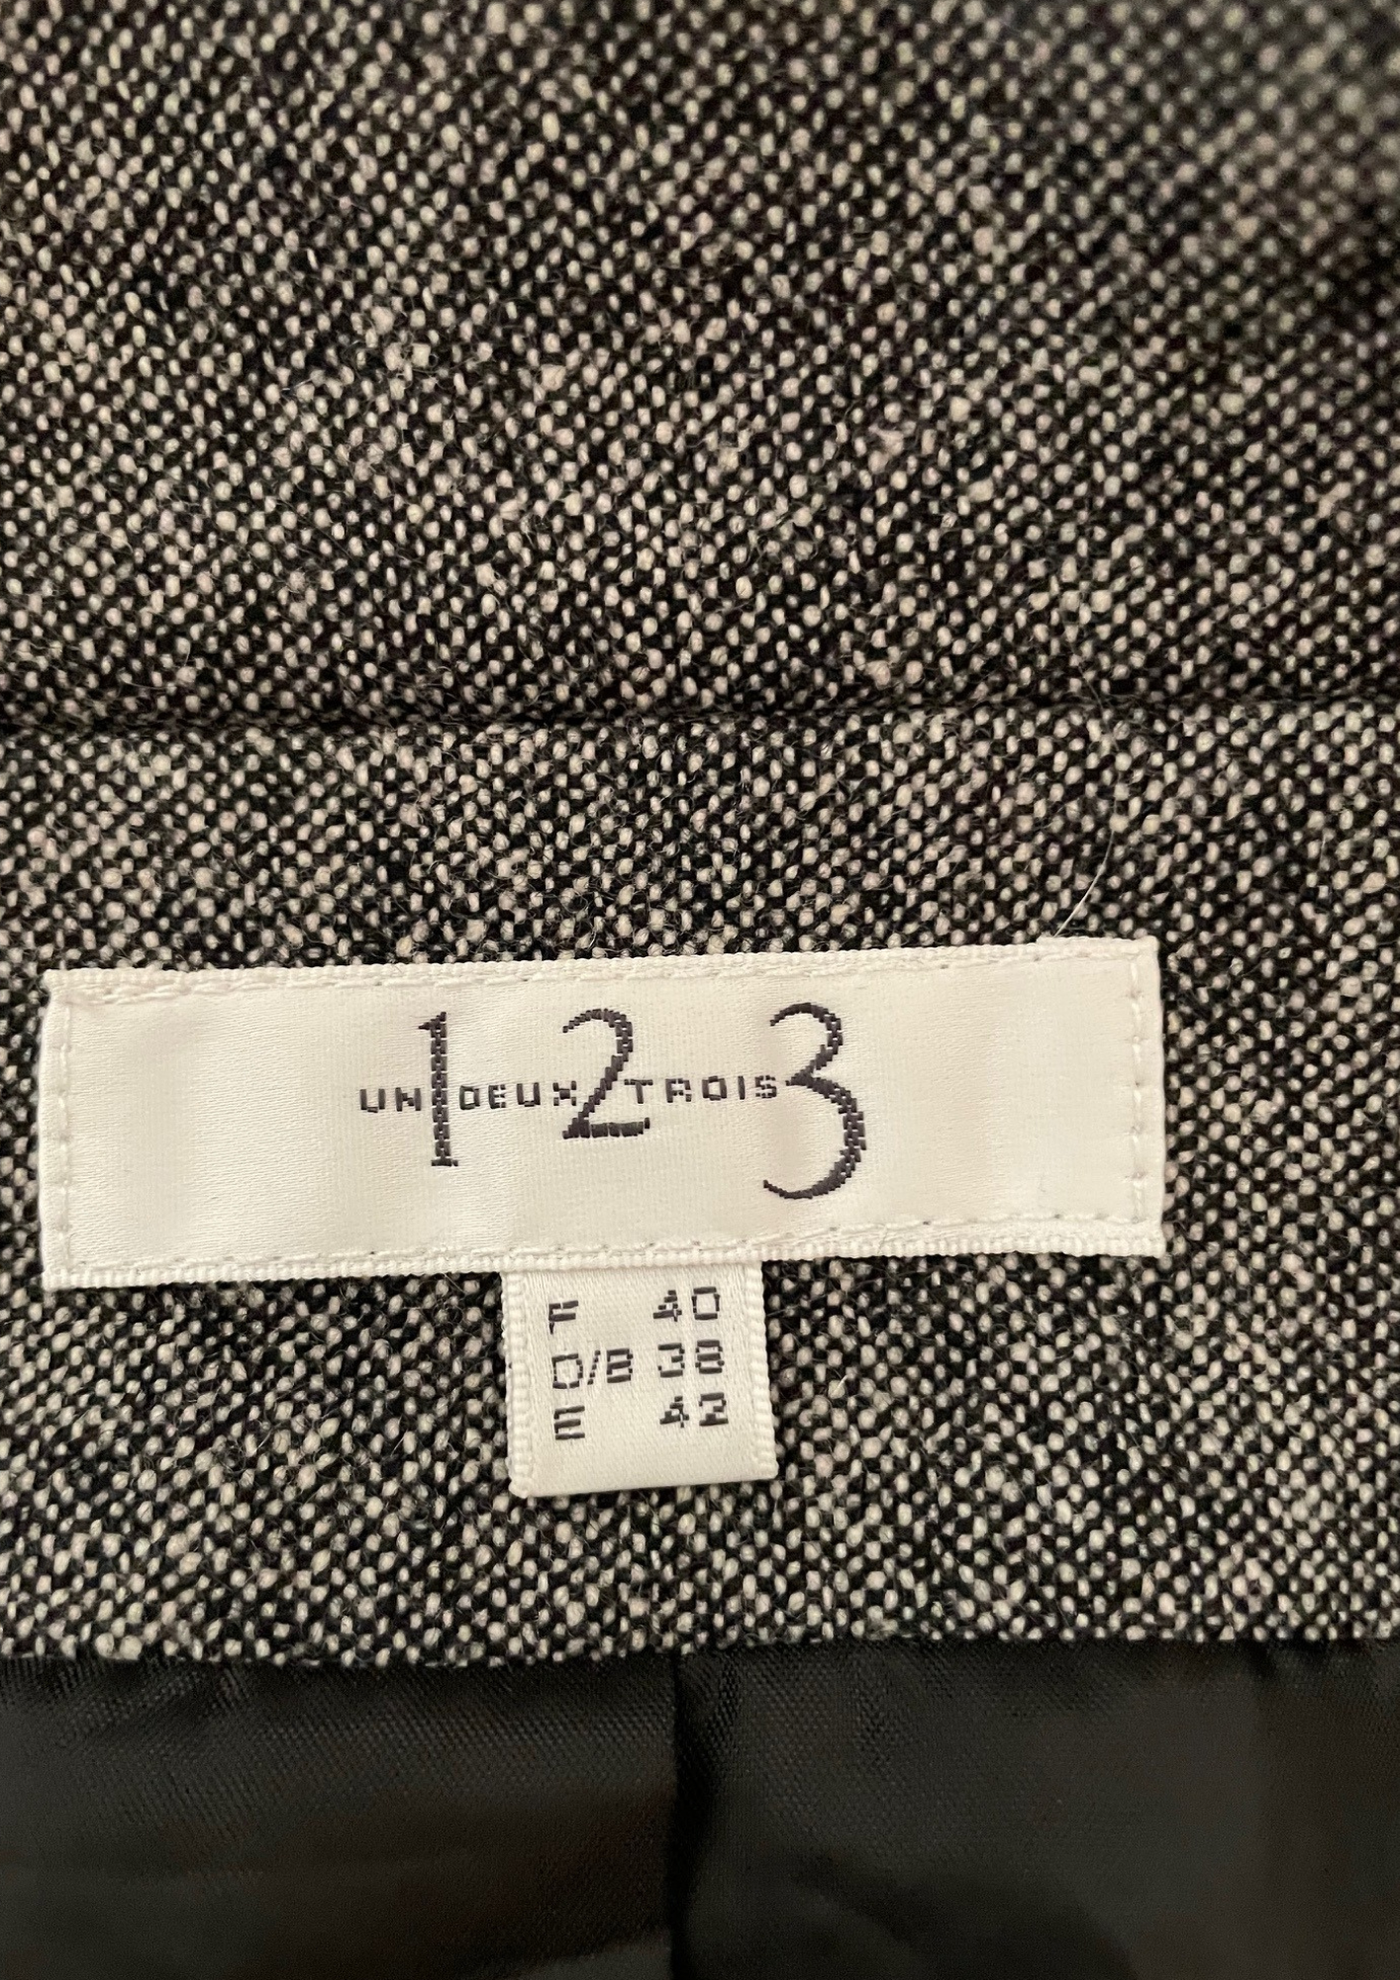 UN 1 DEUX 2 TROIS 3
F 40
D/B 38
E 42